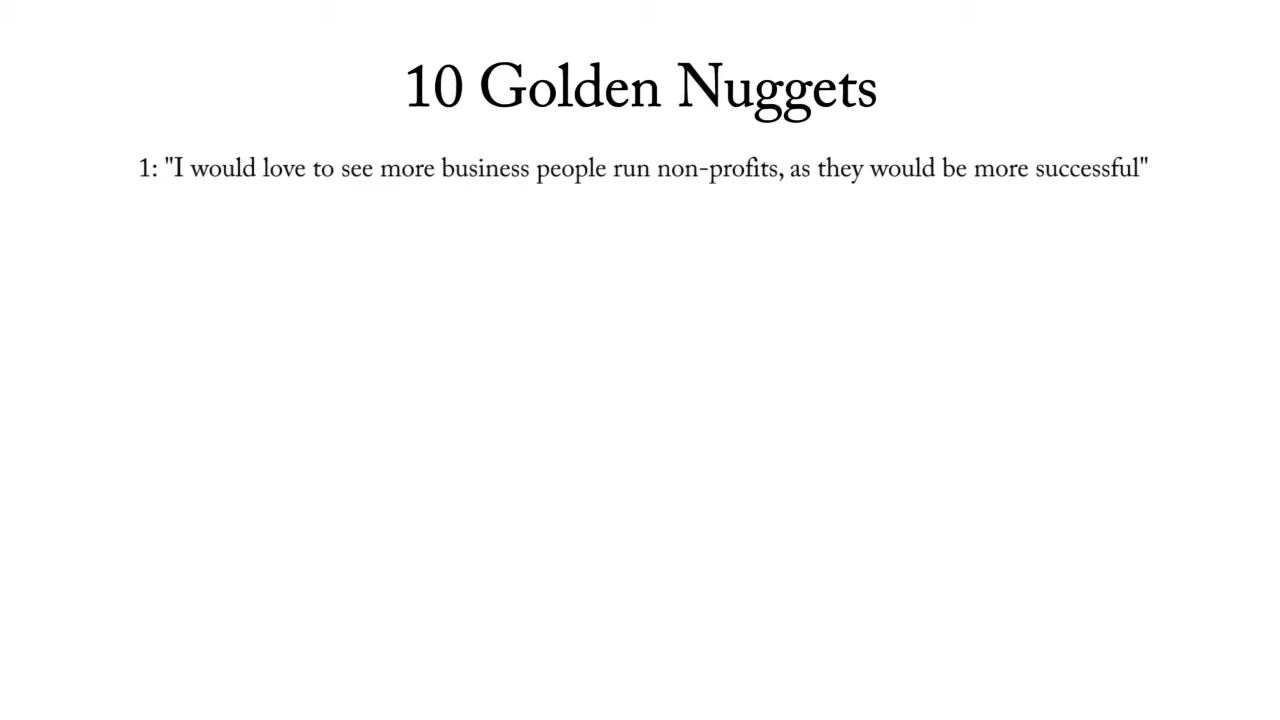 10 Golden Nuggets
1: "I would love to see more business people run non-profits, as they would be more successful"